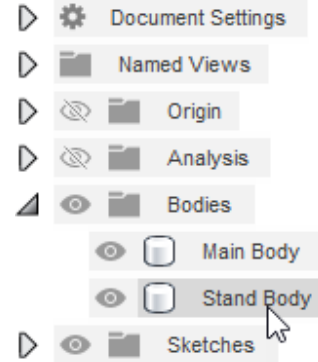 Document Settings
Named Views
Origin
Analysis
Bodies
Main Body
Stand Body
Sketches